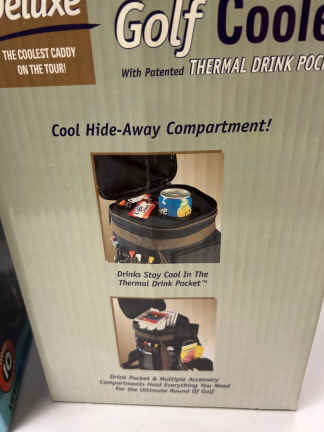 Deluxe
THE COOLEST CADDY
ON THE TOUR!
Golf Coole
With Patented THERMAL DRINK POC
Cool Hide-Away Compartment!
Drinks Stay Cool In The
Thermal Drink Pocket™
Drink Pocket & Multiple Accessory
Compartments Hold Everything You Need
For the Ultimate Round Of Golf